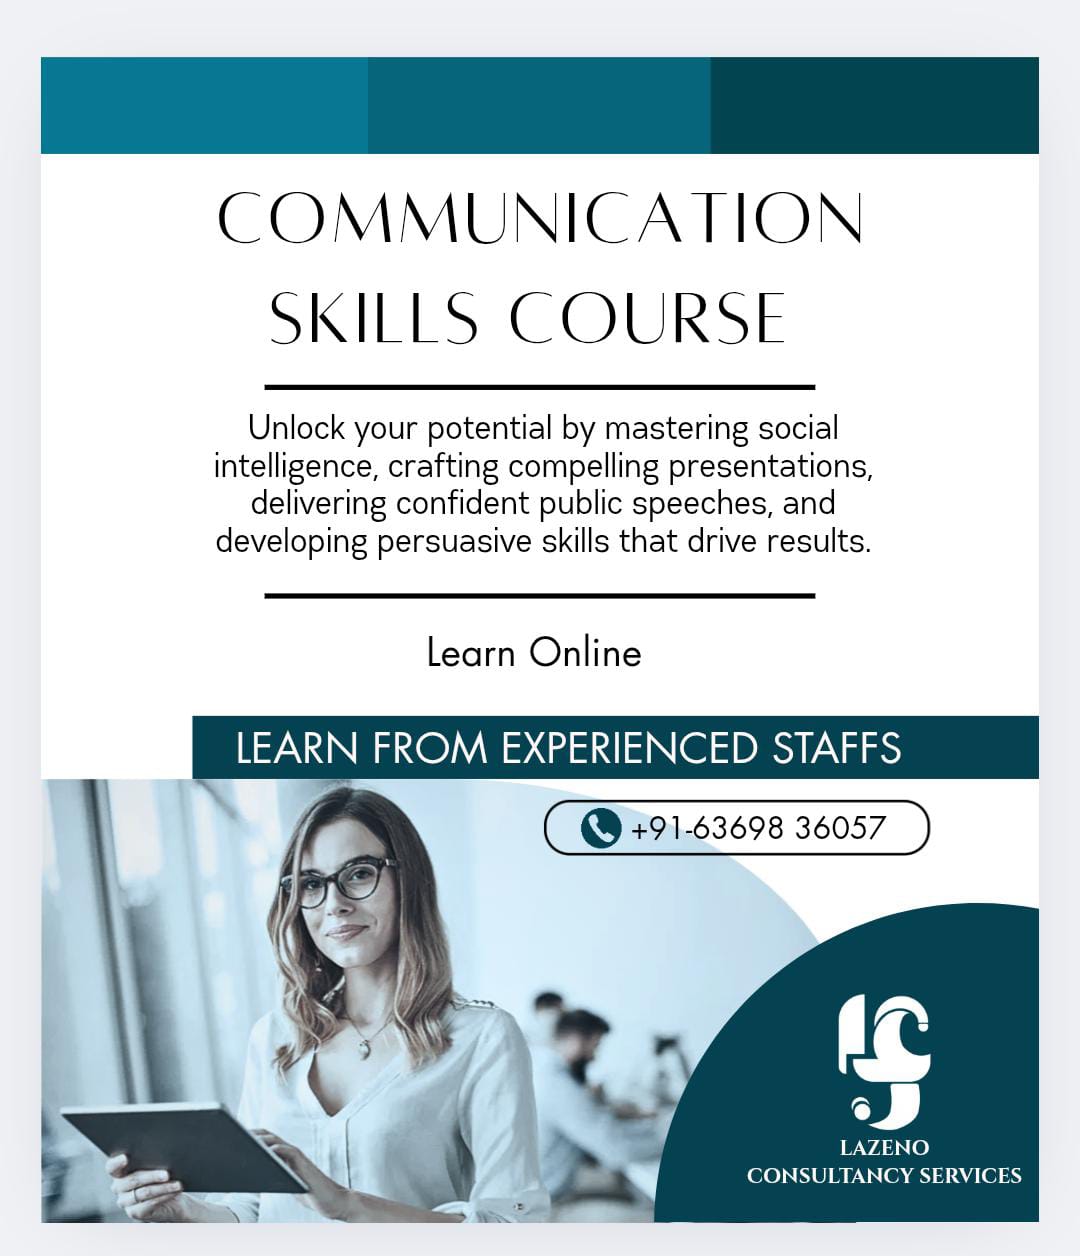 COMMUNICATION
SKILLS COURSE
Unlock your potential by mastering social
intelligence, crafting compelling presentations,
delivering confident public speeches, and
developing persuasive skills that drive results.
Learn Online
LEARN FROM EXPERIENCED STAFFS
+91-63698 36057
LAZENO
CONSULTANCY SERVICES